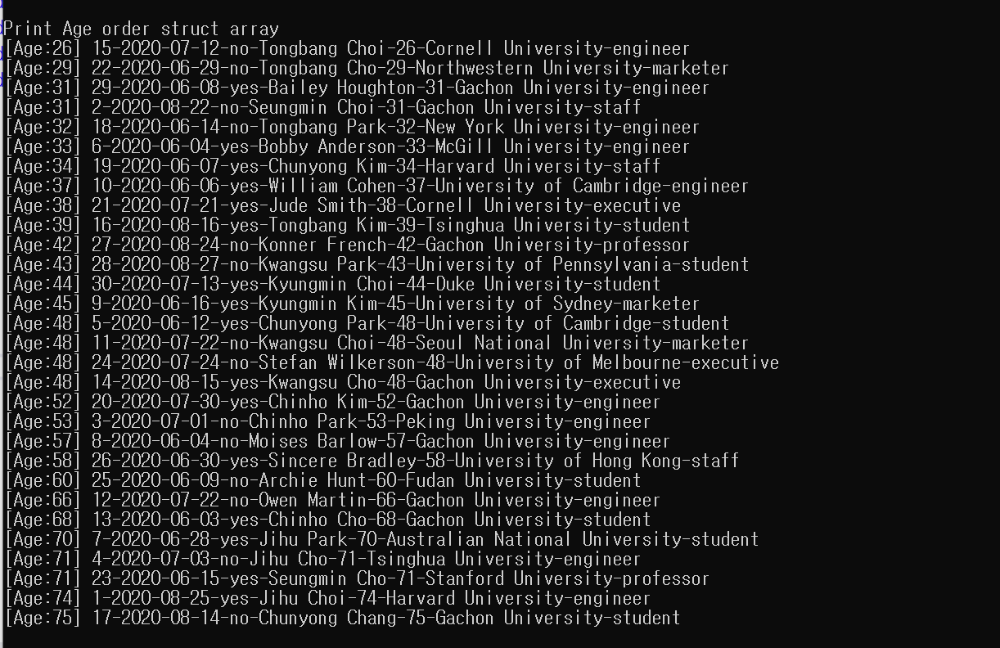 Print Age order struct array
[Age:26] 15-2020-07-12-no-Tongbang Choi-26-Cornell University-engineer
[Age:29] 22-2020-06-29-no-Tongbang Cho-29-Northwestern University-marketer
[Age:31] 29-2020-06-08-yes-Bailey Houghton-31-Gachon University-engineer
[Age:31] 2-2020-08-22-no-Seungmin Choi-31-Gachon University-staff
[Age:32] 18-2020-06-14-no-Tongbang Park-32-New York University-engineer
[Age:33] 6-2020-06-04-yes-Bobby Anderson-33-McGill University-engineer
[Age:34] 19-2020-06-07-yes-Chunyong Kim-34-Harvard University-staff
[Age:37] 10-2020-06-06-yes-William Cohen-37-University of Cambridge-engineer
[Age:38] 21-2020-07-21-yes-Jude Smith-38-Cornell University-executive
[Age:39] 16-2020-08-16-yes-Tongbang Kim-39-Tsinghua University-student
[Age:42] 27-2020-08-24-no-Konner French-42-Gachon University-professor
[Age:43] 28-2020-08-27-no-Kwangsu Park-43-University of Pennsylvania-student
[Age:44] 30-2020-07-13-yes-Kyungmin Choi-44-Duke University-student
[Age:45] 9-2020-06-16-yes-Kyungmin Kim-45-University of Sydney-marketer
[Age:48] 5-2020-06-12-yes-Chunyong Park-48-University of Cambridge-student
[Age:48] 11-2020-07-22-no-Kwangsu Choi-48-Seoul National University-marketer
[Age:48] 24-2020-07-24-no-Stefan Wilkerson-48-University of Melbourne-executive
[Age:48] 14-2020-08-15-yes-Kwangsu Cho-48-Gachon University-executive
[Age:52] 20-2020-07-30-yes-Chinho Kim-52-Gachon University-engineer
[Age:53] 3-2020-07-01-no-Chinho Park-53-Peking University-engineer
[Age:57] 8-2020-06-04-no-Moises Barlow-57-Gachon University-engineer
[Age:58] 26-2020-06-30-yes-Sincere Bradley-58-University of Hong Kong-staff
[Age:60] 25-2020-06-09-no-Archie Hunt-60-Fudan University-student
[Age:66] 12-2020-07-22-no-Owen Martin-66-Gachon University-engineer
[Age:68] 13-2020-06-03-yes-Chinho Cho-68-Gachon University-student
[Age:70] 7-2020-06-28-yes-Jihu Park-70-Australian National University-student
[Age:71] 4-2020-07-03-no-Jihu Cho-71-Tsinghua University-engineer
[Age:71] 23-2020-06-15-yes-Seungmin Cho-71-Stanford University-professor
[Age:74] 1-2020-08-25-yes-Jihu Choi-74-Harvard University-engineer
[Age:75] 17-2020-08-14-no-Chunyong Chang-75-Gachon University-student